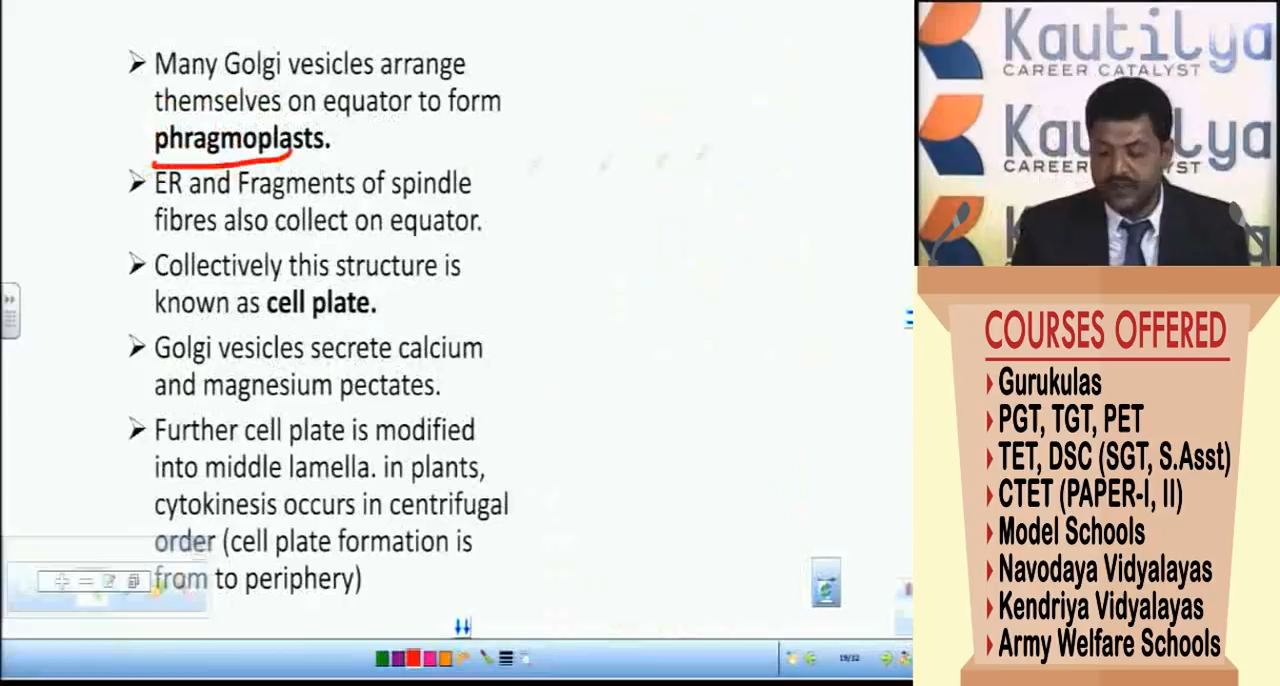 ➢ Many Golgi vesicles arrange
themselves on equator to form
phragmoplasts.
➢ ER and Fragments of spindle
fibres also collect on equator.
➢ Collectively this structure is
known as cell plate.
➢ Golgi vesicles secrete calcium
and magnesium pectates.
➢ Further cell plate is modified
into middle lamella. in plants,
cytokinesis occurs in centrifugal
order (cell plate formation is
from to periphery)
19/32
Kautilya
CAREER CATALYST
Kautilya
CAREER
COURSES OFFERED
Gurukulas
PGT, TGT, PET
TET, DSC (SGT, S.Asst)
CTET (PAPER-I, II)
Model Schools
Navodaya Vidyalayas
Kendriya Vidyalayas
Army Welfare Schools